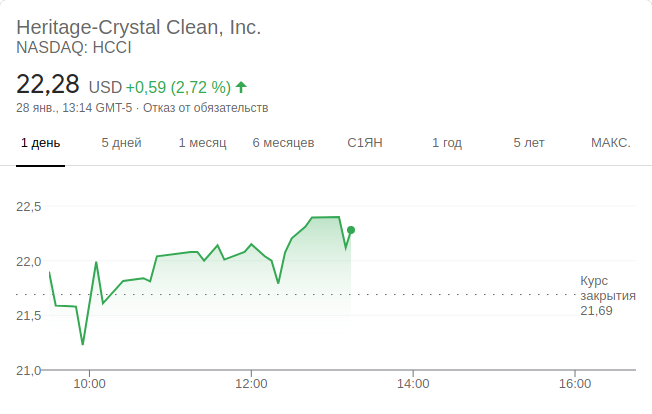 Heritage-Crystal Clean, Inc.
NASDAQ: HCCI
22,28 USD +0,59 (2,72 %)
28 янв., 13:14 GMT-5 · Отказ от обязательств
1 день 5 дней 1 месяц 6 месяцев С1ЯН 1 год 5 лет МАКС.
22,5
22,0
Курс
закрытия
21,69
21,5
21,0
10:00 12:00 14:00 16:00